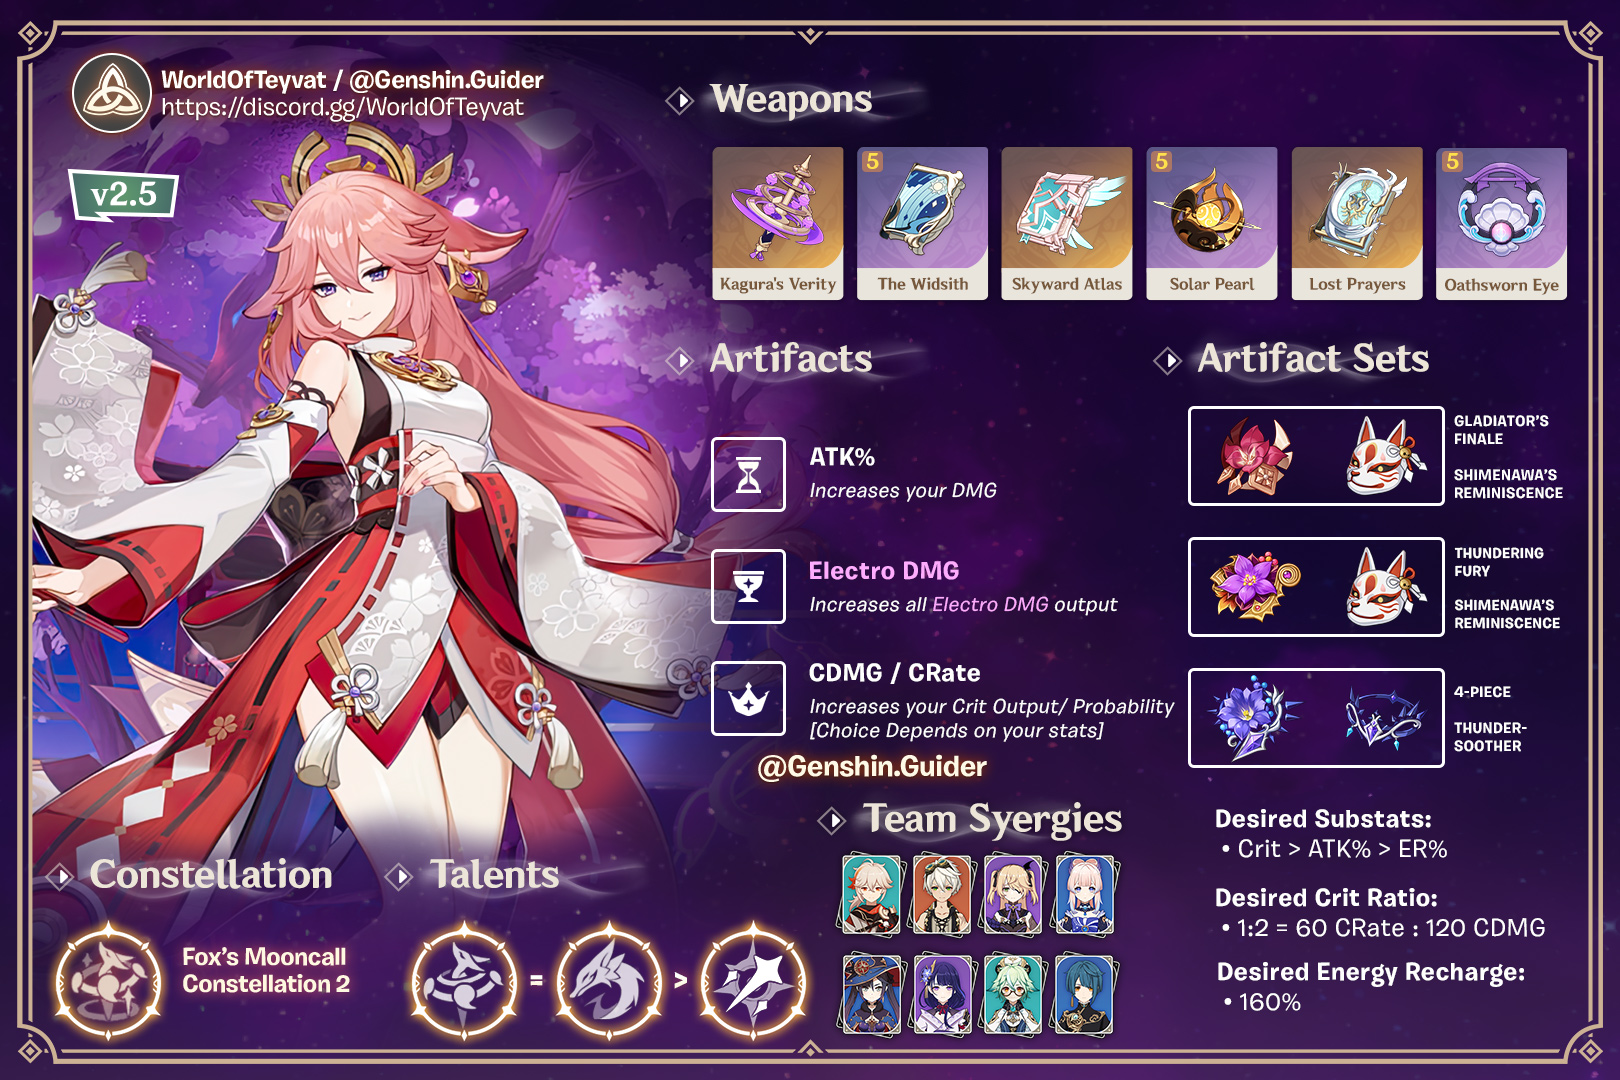 WorldOfTeyvat / @Genshin.Guider
https://discord.gg/WorldOfTeyvat
v2.5
Weapons
5
5
5
Kagura's Verity
The Widsith
Skyward Atlas
Solar Pearl
Lost Prayers
Oathsworn Eye
Artifacts
ATK%
Increases your DMG
Electro DMG
Increases all Electro DMG output
CDMG / CRate
Increases your Crit Output/ Probability
[Choice Depends on your stats]
@Genshin.Guider
Artifact Sets
GLADIATOR'S
FINALE
SHIMENAWA'S
REMINISCENCE
THUNDERING
FURY
SHIMENAWA'S
REMINISCENCE
4-PIECE
THUNDER-
SOOTHER
Constellation
Fox's Mooncall
Constellation 2
Talents
=
>
Team Syergies
Desired Substats:
• Crit > ATK% > ER%
Desired Crit Ratio:
• 1:2 = 60 CRate : 120 CDMG
Desired Energy Recharge:
• 160%